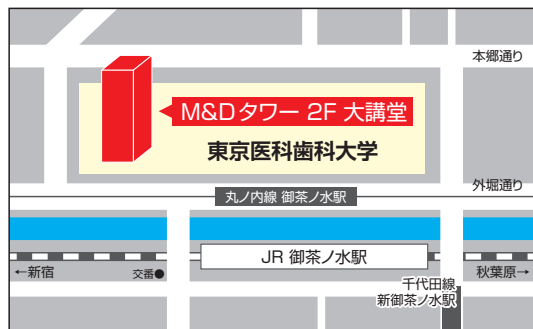 本郷通り
M&Dタワー 2F 大講堂
東京医科歯科大学
外堀通り
丸ノ内線 御茶ノ水駅
JR 御茶ノ水駅
←新宿
交番●
秋葉原→
千代田線
新御茶ノ水駅